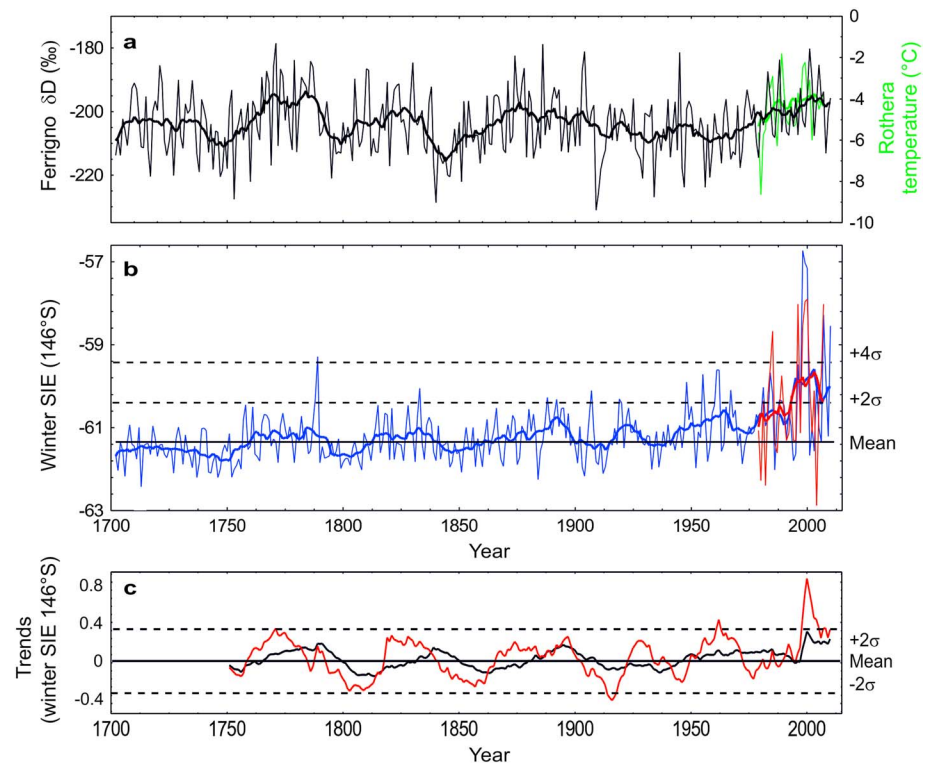 a
Ferrigno δD (‰)
-180
-200
-220
0
-2
-4
-6
-8
-10
Rothera
temperature (°C)
b
Winter SIE (146°S)
-57
-59
-61
-63
+4σ
+2σ
Mean
1700 1750 1800 1850 1900 1950 2000
Year
c
Trends
(winter SIE 146°S)
0.8
0.4
0
-0.4
+2σ
Mean
-2σ
1700 1750 1800 1850 1900 1950 2000
Year